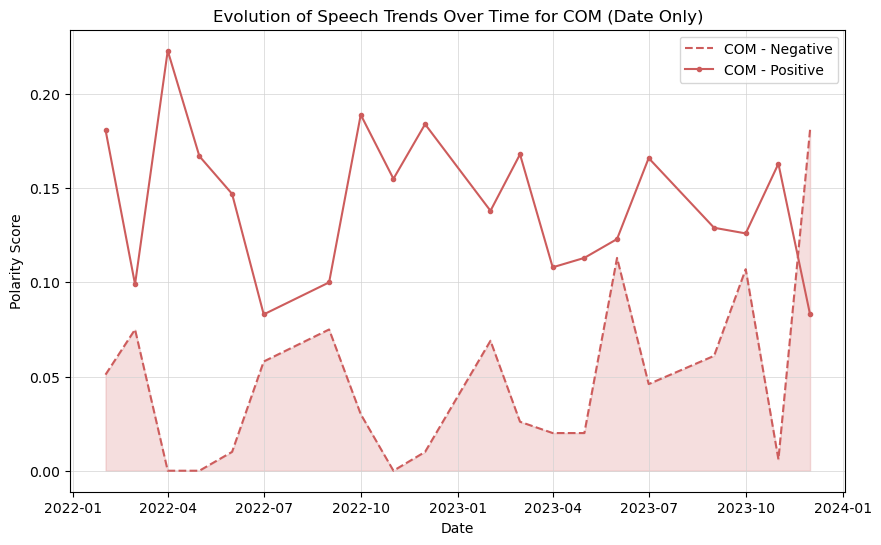 Evolution of Speech Trends Over Time for COM (Date Only)
COM - Negative
COM - Positive
Polarity Score
0.20
0.15
0.10
0.05
0.00
2022-01 2022-04 2022-07 2022-10 2023-01 2023-04 2023-07 2023-10 2024-01
Date